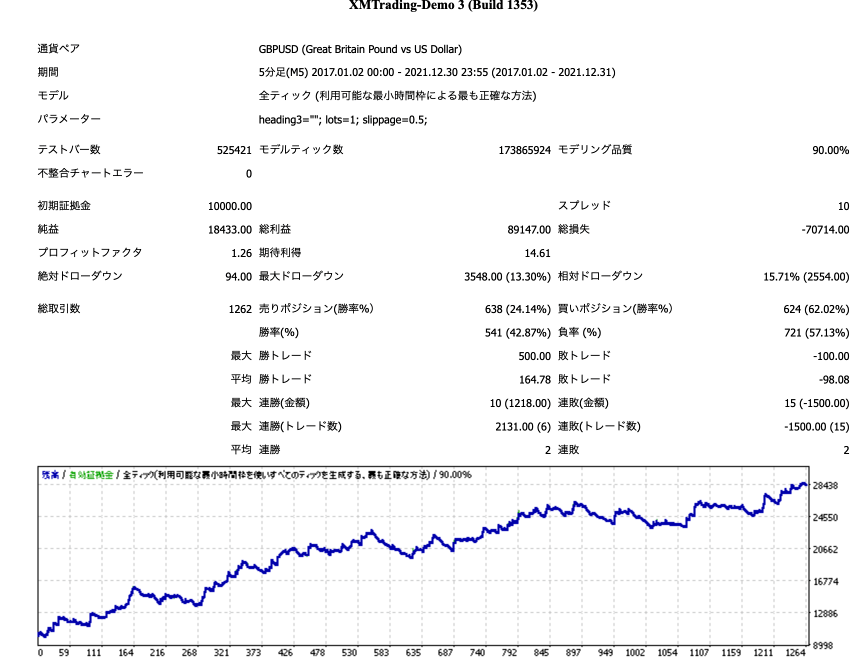 XMTrading-Demo 3 (Build 1353)
通貨ペア GBPUSD (Great Britain Pound vs US Dollar)
期間 5分足(M5) 2017.01.02 00:00 - 2021.12.30 23:55 (2017.01.02 - 2021.12.31)
モデル 全ティック (利用可能な最小時間枠による最も正確な方法)
パラメーター heading3=""; lots=1; slippage=0.5;
テストバー数 525421 モデルティック数 173865924 モデリング品質 90.00%
不整合チャートエラー 0
初期証拠金 10000.00 スプレッド 10
純益 18433.00 総利益 89147.00 総損失 -70714.00
プロフィットファクタ 1.26 期待利得 14.61
絶対ドローダウン 94.00 最大ドローダウン 3548.00 (13.30%) 相対ドローダウン 15.71% (2554.00)
総取引数 1262 売りポジション(勝率%) 638 (24.14%) 買いポジション(勝率%) 624 (62.02%)
勝率(%) 541 (42.87%) 負率 (%) 721 (57.13%)
最大 勝トレード 500.00 敗トレード -100.00
平均 勝トレード 164.78 敗トレード -98.08
最大 連勝(金額) 10 (1218.00) 連敗(金額) 15 (-1500.00)
最大 連勝(トレード数) 2131.00 (6) 連敗(トレード数) -1500.00 (15)
平均 連勝 2 連敗 2
残高 / 有効証拠金 / 全ティック(利用可能な最小時間枠を使いすべてのティックを生成する、最も正確な方法) / 90.00%
28438
24550
20662
16774
12886
8998
0 59 111 164 216 268 321 373 426 478 530 583 635 687 740 792 845 897 949 1002 1054 1107 1159 1211 1264